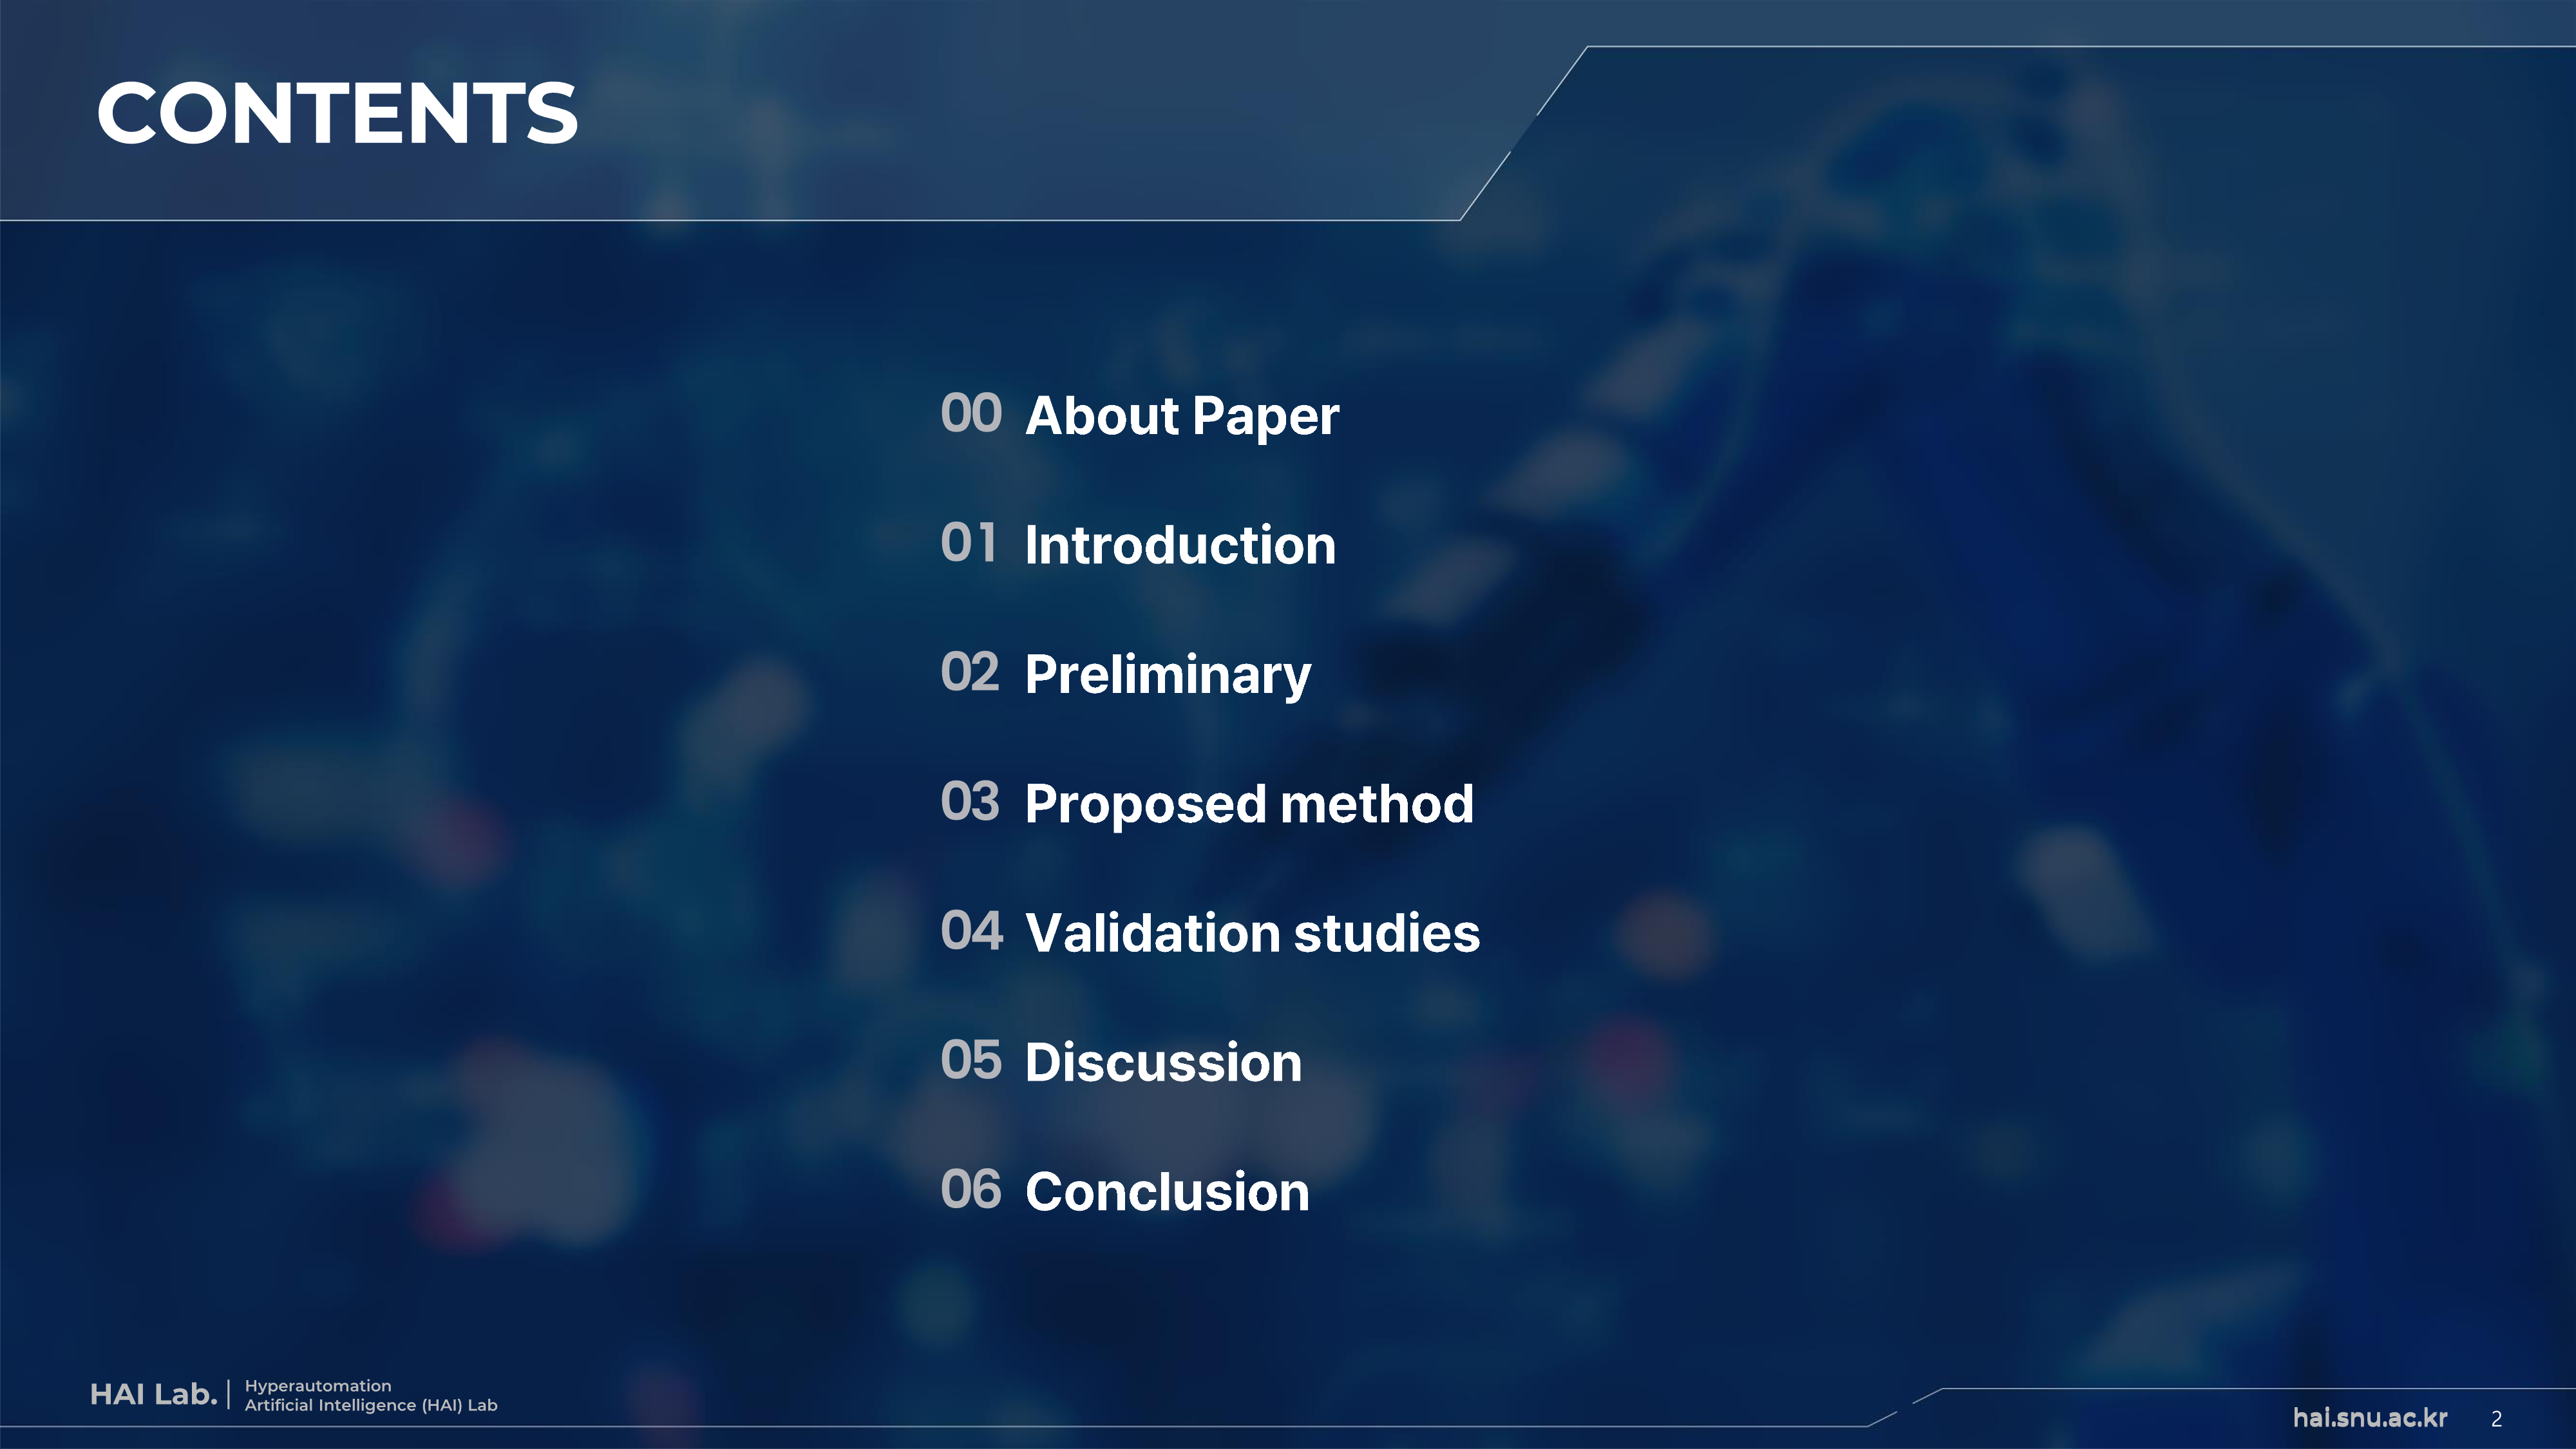 CONTENTS
00 About Paper
01 Introduction
02 Preliminary
03 Proposed method
04 Validation studies
05 Discussion
06 Conclusion
HAI Lab.
Hyperautomation
Artificial Intelligence (HAI) Lab
hai.snu.ac.kr 2